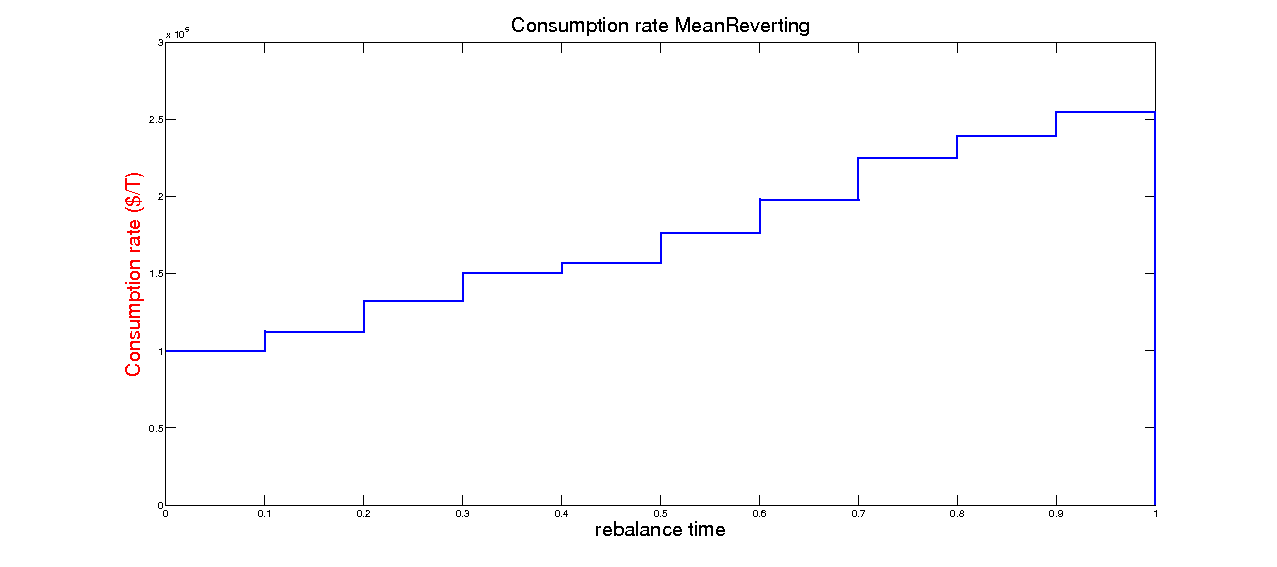 Consumption rate MeanReverting
x 10^5
3
2.5
2
1.5
1
0.5
0
Consumption rate ($/T)
0 0.1 0.2 0.3 0.4 0.5 0.6 0.7 0.8 0.9 1
rebalance time